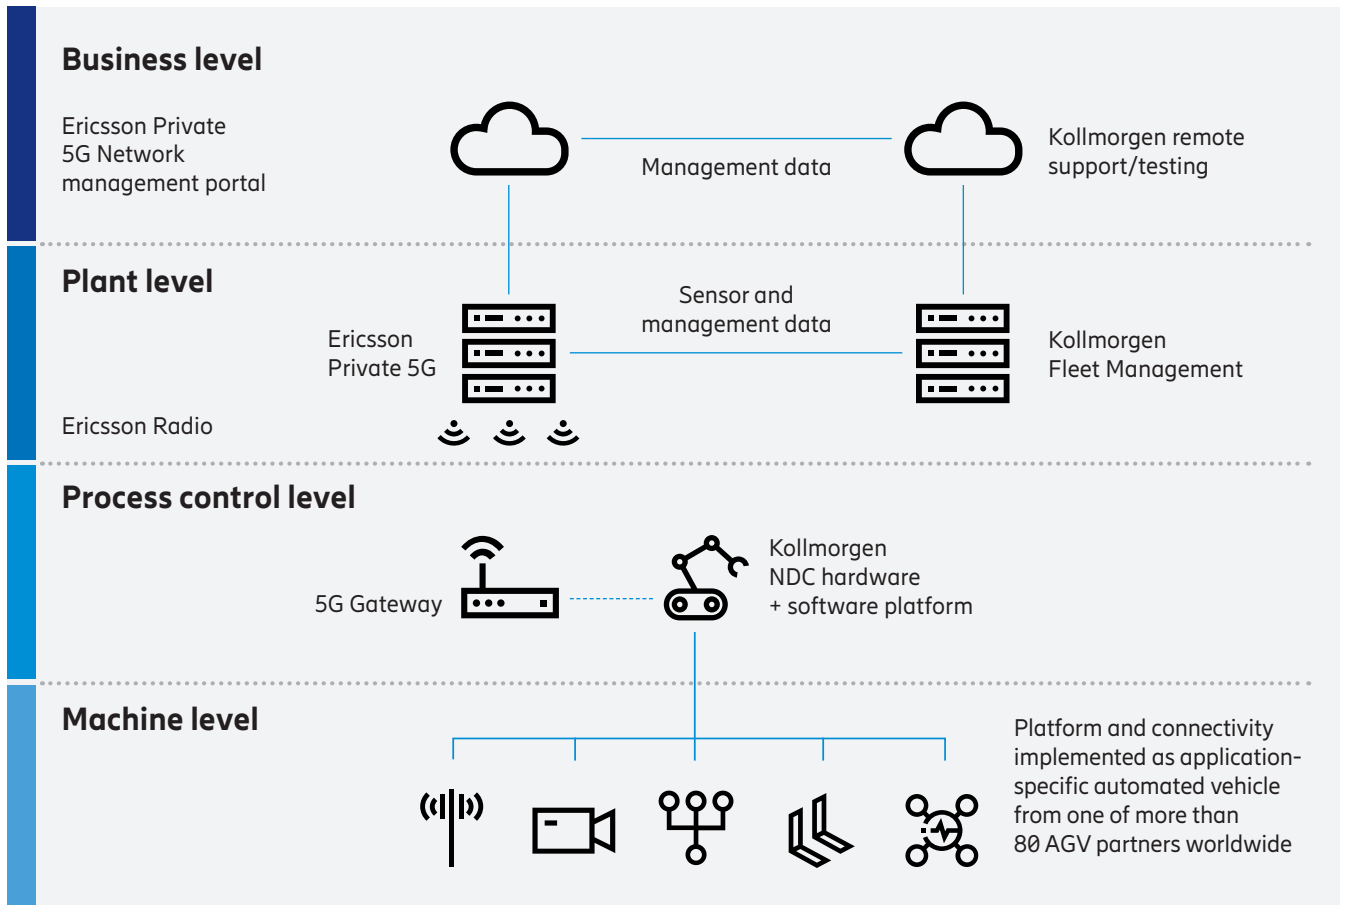 Business level
Ericsson Private
5G Network
management portal
Management data
Kollmorgen remote
support/testing
Plant level
Ericsson
Private 5G
Sensor and
management data
Kollmorgen
Fleet Management
Ericsson Radio
Process control level
5G Gateway
Kollmorgen
NDC hardware
+ software platform
Machine level
Platform and connectivity
implemented as application-
specific automated vehicle
from one of more than
80 AGV partners worldwide